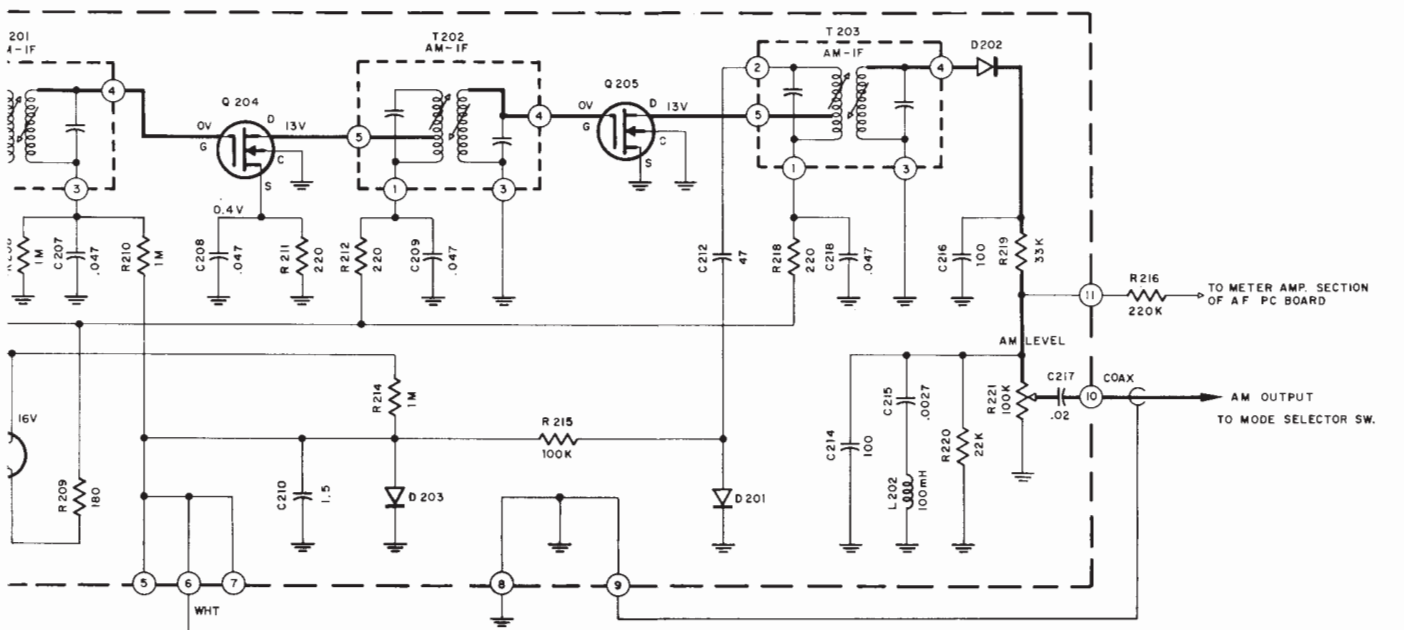 201
T202
AM-IF
T203
AM-IF
D202
Q204
Q205
2
4
4
5
5
4
0V
G
D
13V
C
S
0V
G
D
13V
C
S
3
1
3
1
3
0.4V
1M
C207
.047
R210
1M
C208
.047
R211
220
R212
220
C209
.047
C212
47
R218
220
C218
.047
C216
100
R219
33K
11
R216
220K
TO METER AMP. SECTION
OF AF PC BOARD
AM LEVEL
16V
R214
1M
R215
100K
C214
100
C215
.0027
L202
100mH
R220
22K
R221
100K
C217
.02
10
COAX
AM OUTPUT
TO MODE SELECTOR SW.
R209
180
C210
1.5
D203
D201
5
6
7
8
9
WHT